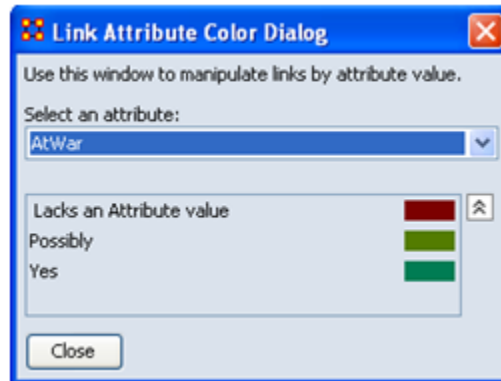 Link Attribute Color Dialog
Use this window to manipulate links by attribute value.
Select an attribute:
AtWar
Lacks an Attribute value
Possibly
Yes
Close